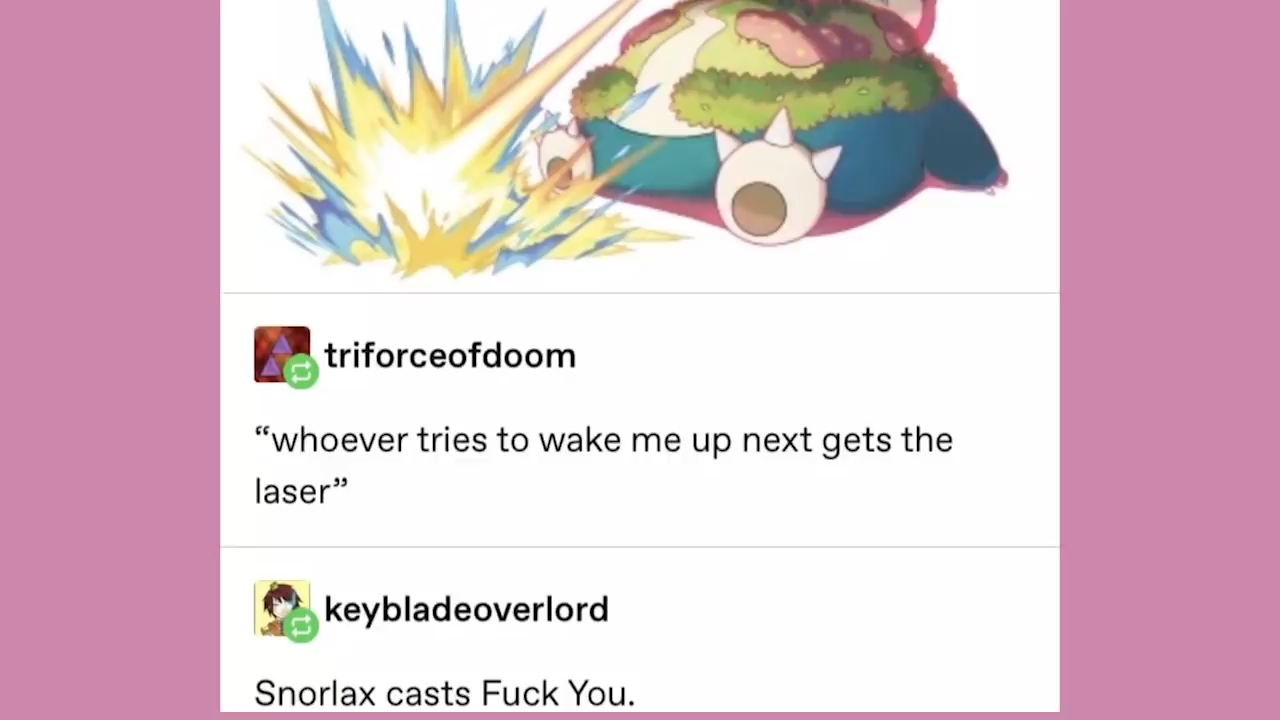 triforceofdoom
“whoever tries to wake me up next gets the
laser”
keybladeoverlord
Snorlax casts Fuck You.